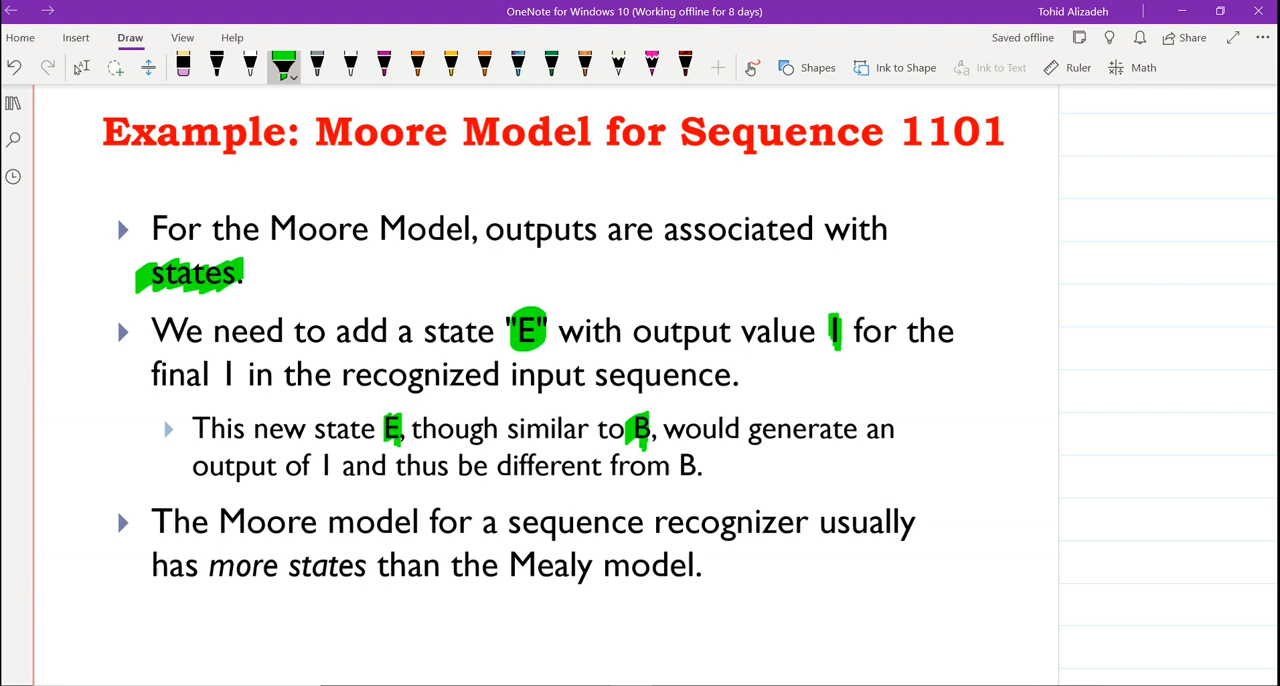 OneNote for Windows 10 (Working offline for 8 days)
Tohid Alizadeh
Home Insert Draw View Help
Saved offline
Share
Shapes
Ink to Shape
Ink to Text
Ruler
Math
Example: Moore Model for Sequence 1101
For the Moore Model, outputs are associated with
states.
We need to add a state "E" with output value 1 for the
final 1 in the recognized input sequence.
This new state E, though similar to B, would generate an
output of 1 and thus be different from B.
The Moore model for a sequence recognizer usually
has more states than the Mealy model.